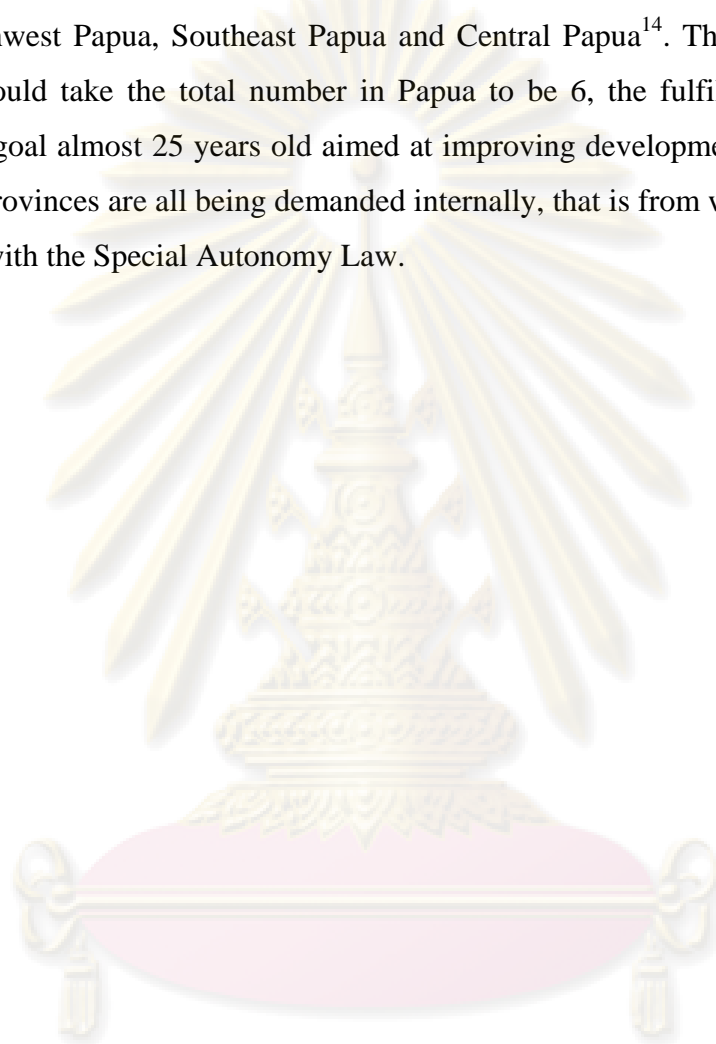 nwest Papua, Southeast Papua and Central Papua¹⁴. Th
ould take the total number in Papua to be 6, the fulfi
goal almost 25 years old aimed at improving developme
rovinces are all being demanded internally, that is from
with the Special Autonomy Law.